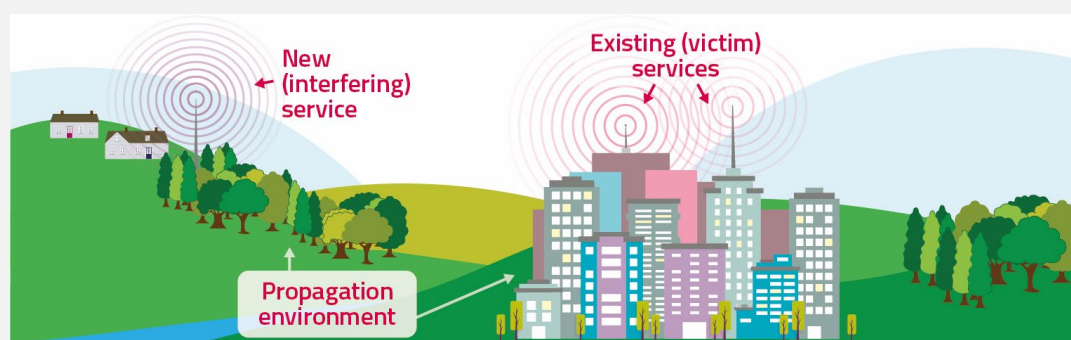 New
(interfering)
service
Existing (victim)
services
Propagation
environment